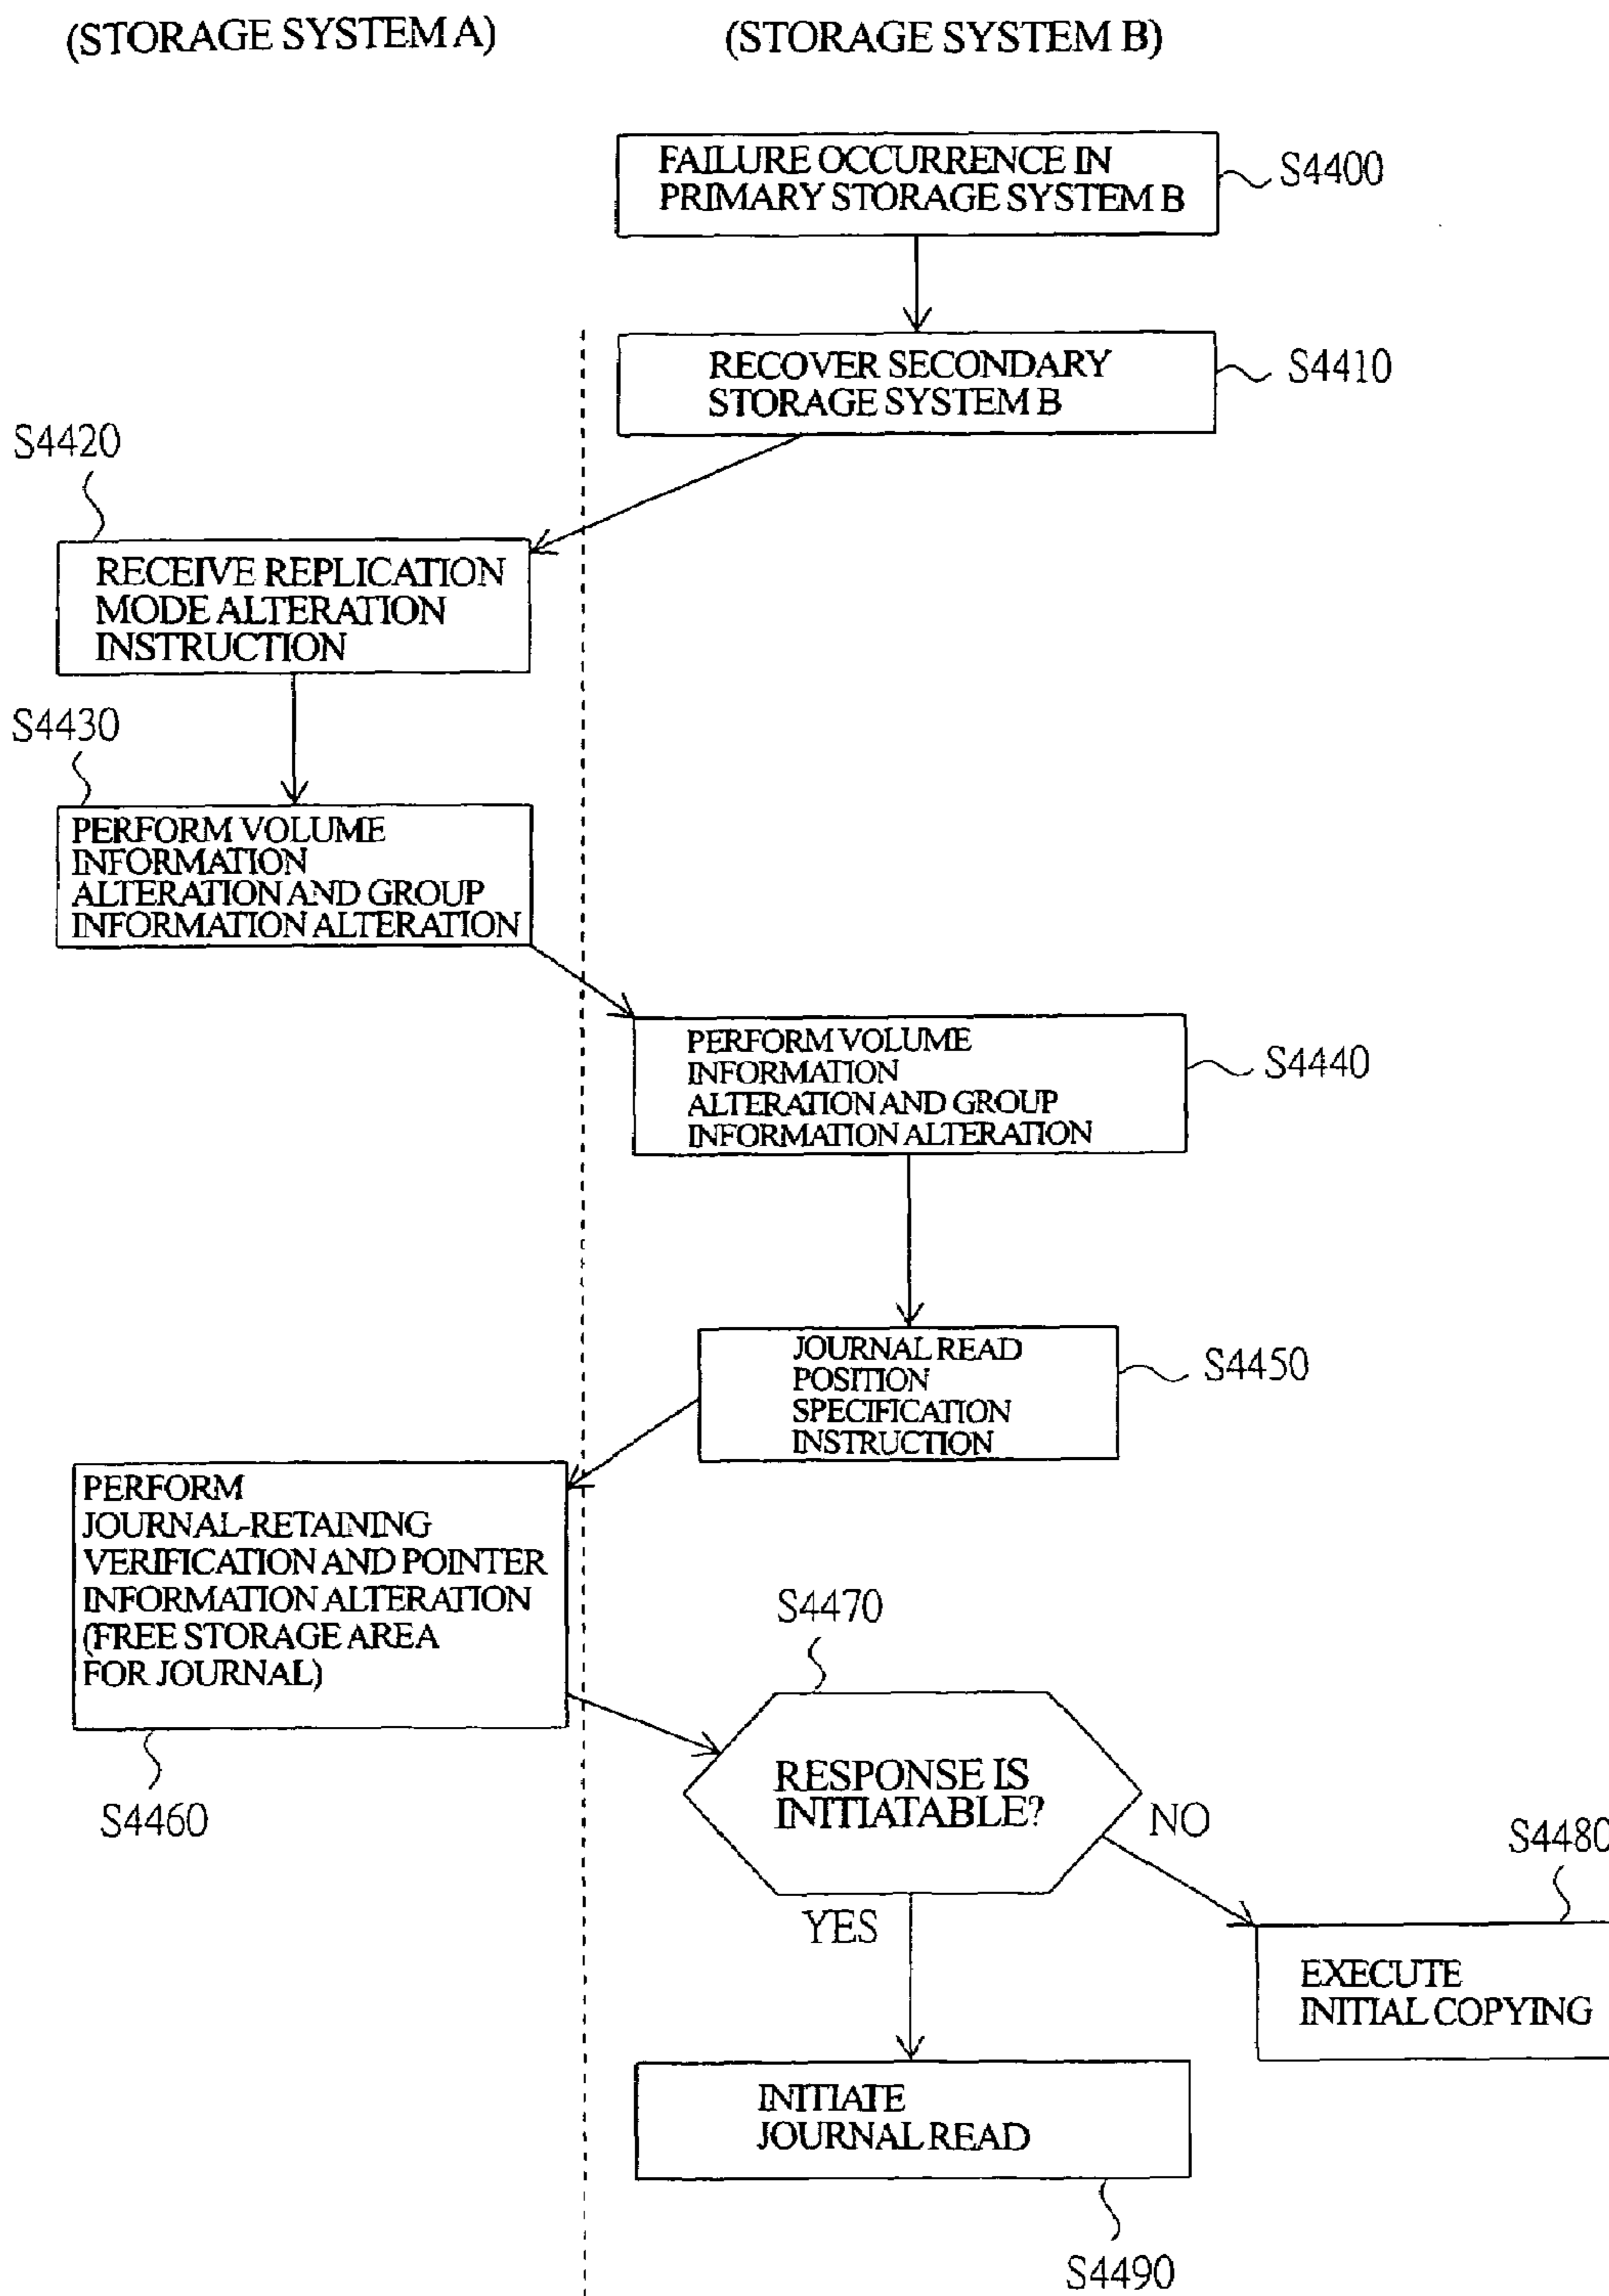 (STORAGE SYSTEM A)
(STORAGE SYSTEM B)
FAILURE OCCURRENCE IN
PRIMARY STORAGE SYSTEM B
S4400
RECOVER SECONDARY
STORAGE SYSTEM B
S4410
S4420
RECEIVE REPLICATION
MODE ALTERATION
INSTRUCTION
S4430
PERFORM VOLUME
INFORMATION
ALTERATION AND GROUP
INFORMATION ALTERATION
PERFORM VOLUME
INFORMATION
ALTERATION AND GROUP
INFORMATION ALTERATION
S4440
JOURNAL READ
POSITION
SPECIFICATION
INSTRUCTION
S4450
PERFORM
JOURNAL-RETAINING
VERIFICATION AND POINTER
INFORMATION ALTERATION
(FREE STORAGE AREA
FOR JOURNAL)
S4460
S4470
RESPONSE IS
INITIATABLE?
NO
YES
S4480
EXECUTE
INITIAL COPYING
INITIATE
JOURNAL READ
S4490